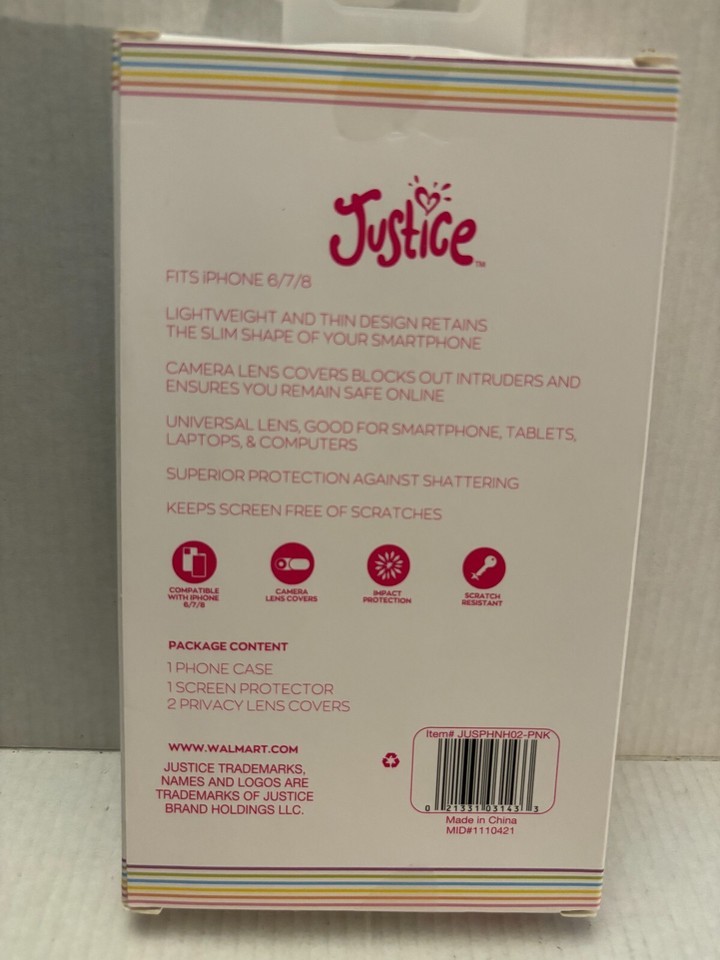 Justice™
FITS iPHONE 6/7/8
LIGHTWEIGHT AND THIN DESIGN RETAINS
THE SLIM SHAPE OF YOUR SMARTPHONE
CAMERA LENS COVERS BLOCKS OUT INTRUDERS AND
ENSURES YOU REMAIN SAFE ONLINE
UNIVERSAL LENS, GOOD FOR SMARTPHONE, TABLETS,
LAPTOPS, & COMPUTERS
SUPERIOR PROTECTION AGAINST SHATTERING
KEEPS SCREEN FREE OF SCRATCHES
COMPATIBLE
WITH IPHONE
6/7/8
CAMERA
LENS COVERS
IMPACT
PROTECTION
SCRATCH
RESISTANT
PACKAGE CONTENT
1 PHONE CASE
1 SCREEN PROTECTOR
2 PRIVACY LENS COVERS
WWW.WALMART.COM
JUSTICE TRADEMARKS,
NAMES AND LOGOS ARE
TRADEMARKS OF JUSTICE
BRAND HOLDINGS LLC.
Item# JUSPHNH02-PNK
0 21331 03143 3
Made in China
MID#1110421